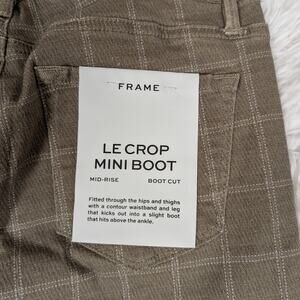 FRAME
LE CROP
MINI BOOT
MID-RISE BOOT CUT
Fitted through the hips and thighs
with a contour waistband and leg
that kicks out into a slight boot
that hits above the ankle.